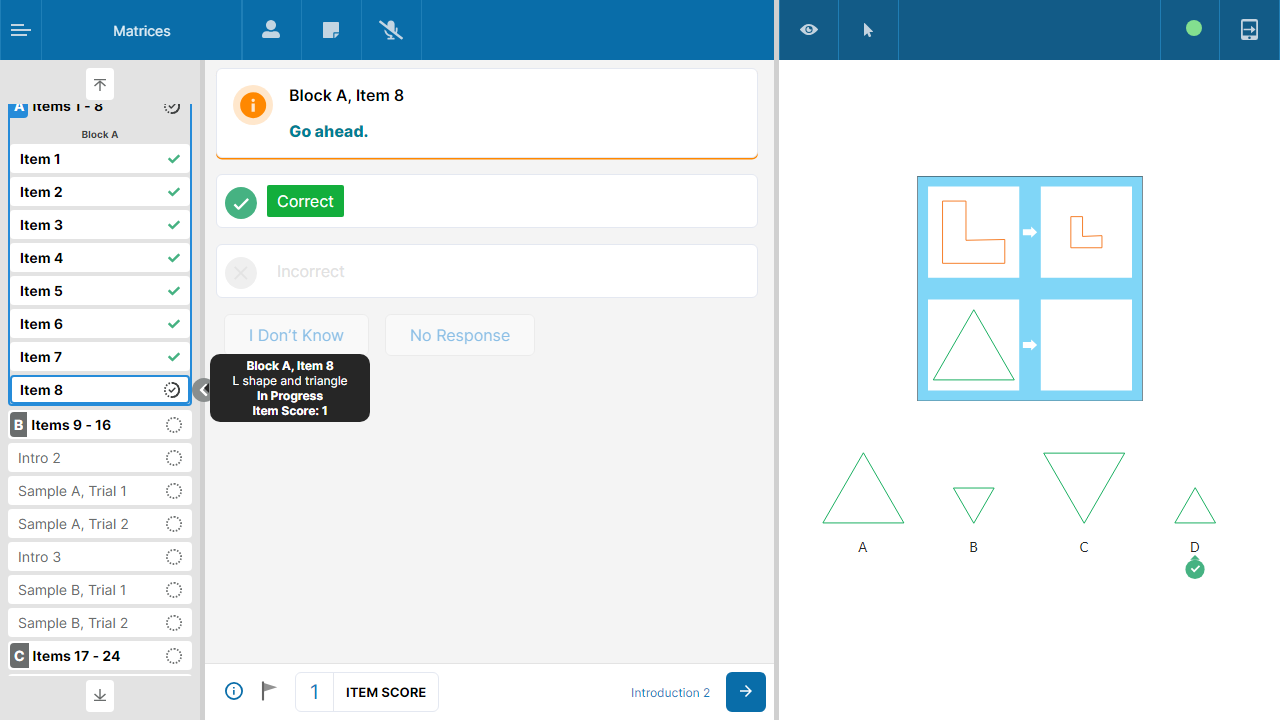 Matrices
A Items 1 - 8
Block A
Item 1
Item 2
Item 3
Item 4
Item 5
Item 6
Item 7
Item 8
B Items 9 - 16
Intro 2
Sample A, Trial 1
Sample A, Trial 2
Intro 3
Sample B, Trial 1
Sample B, Trial 2
C Items 17 - 24
Block A, Item 8
Go ahead.
Correct
Incorrect
I Don’t Know
No Response
Block A, Item 8
L shape and triangle
In Progress
Item Score: 1
1 ITEM SCORE
Introduction 2
A B C D